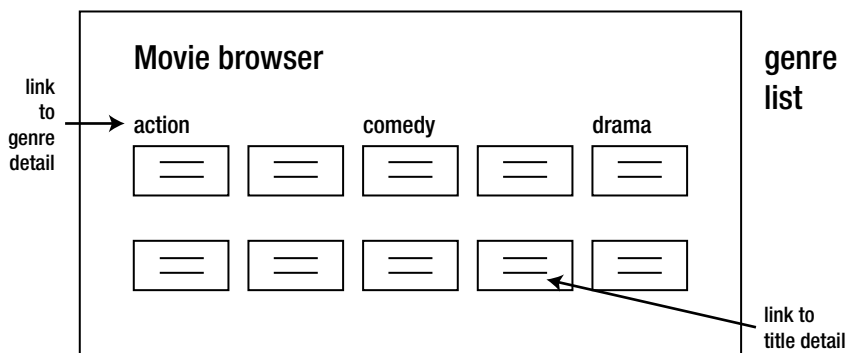 Movie browser
genre
list
link
to
genre
detail
action comedy drama
link to
title detail